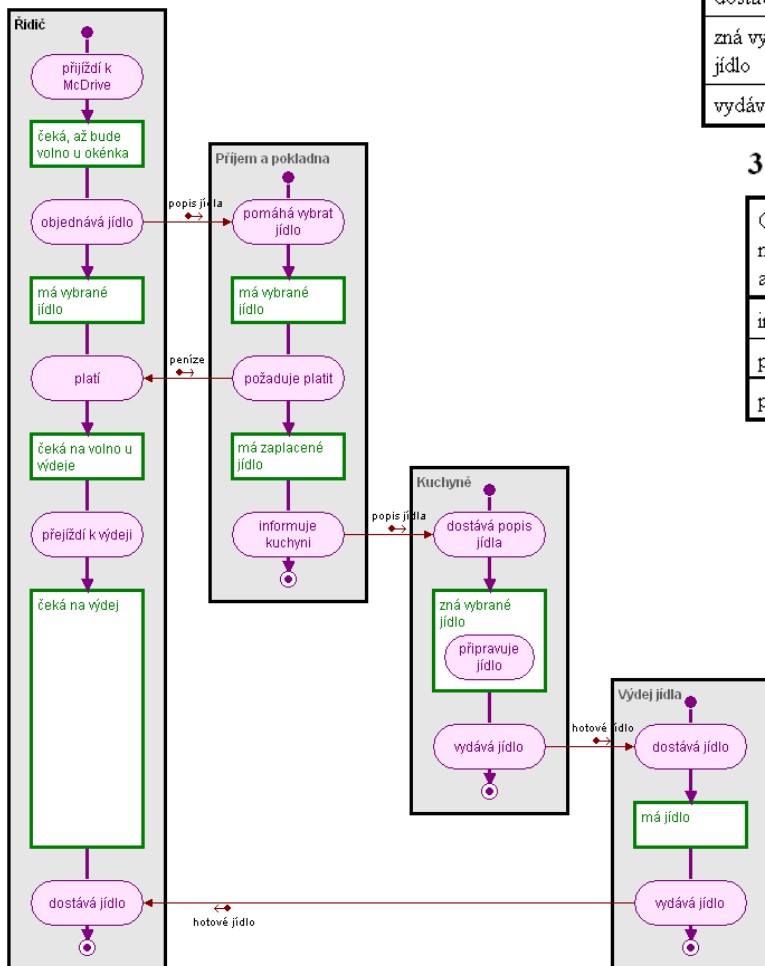 Řidič
přijíždí k
McDrive
čeká, až bude
volno u okénka
objednává jídlo
má vybrané
jídlo
platí
čeká na volno u
výdeje
přejíždí k výdeji
čeká na výdej
dostává jídlo
popis jídla
peníze
Příjem a pokladna
pomáhá vybrat
jídlo
má vybrané
jídlo
požaduje platit
má zaplacené
jídlo
informuje
kuchyni
popis jídla
Kuchyně
dostává popis
jídla
zná vybrané
jídlo
připravuje
jídlo
vydává jídlo
hotové jídlo
Výdej jídla
dostává jídlo
má jídlo
vydává jídlo
hotové jídlo
jídlo
3